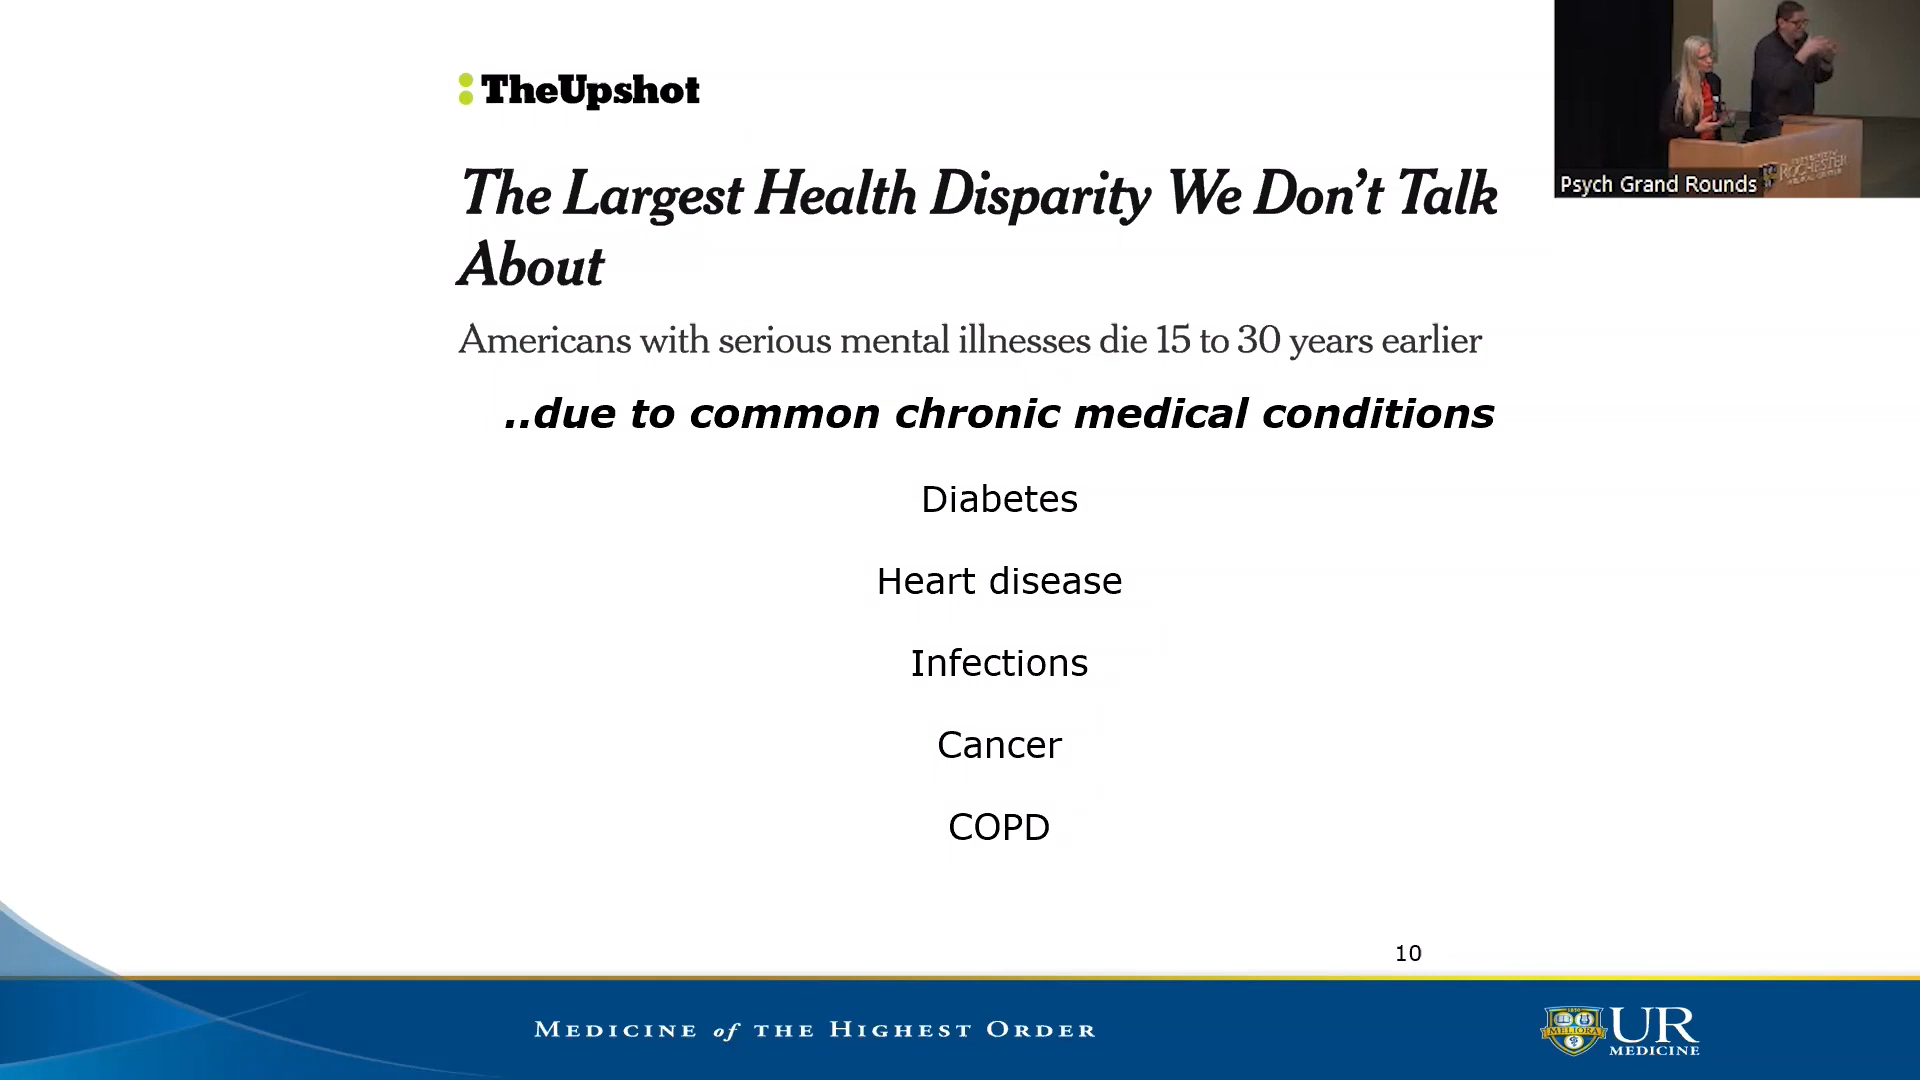 TheUpshot
The Largest Health Disparity We Don't Talk
About
Americans with serious mental illnesses die 15 to 30 years earlier
..due to common chronic medical conditions
Diabetes
Heart disease
Infections
Cancer
COPD
10
MEDICINE of THE HIGHEST ORDER
MELIORA
UR
MEDICINE
Psych Grand Rounds
ROCHESTER